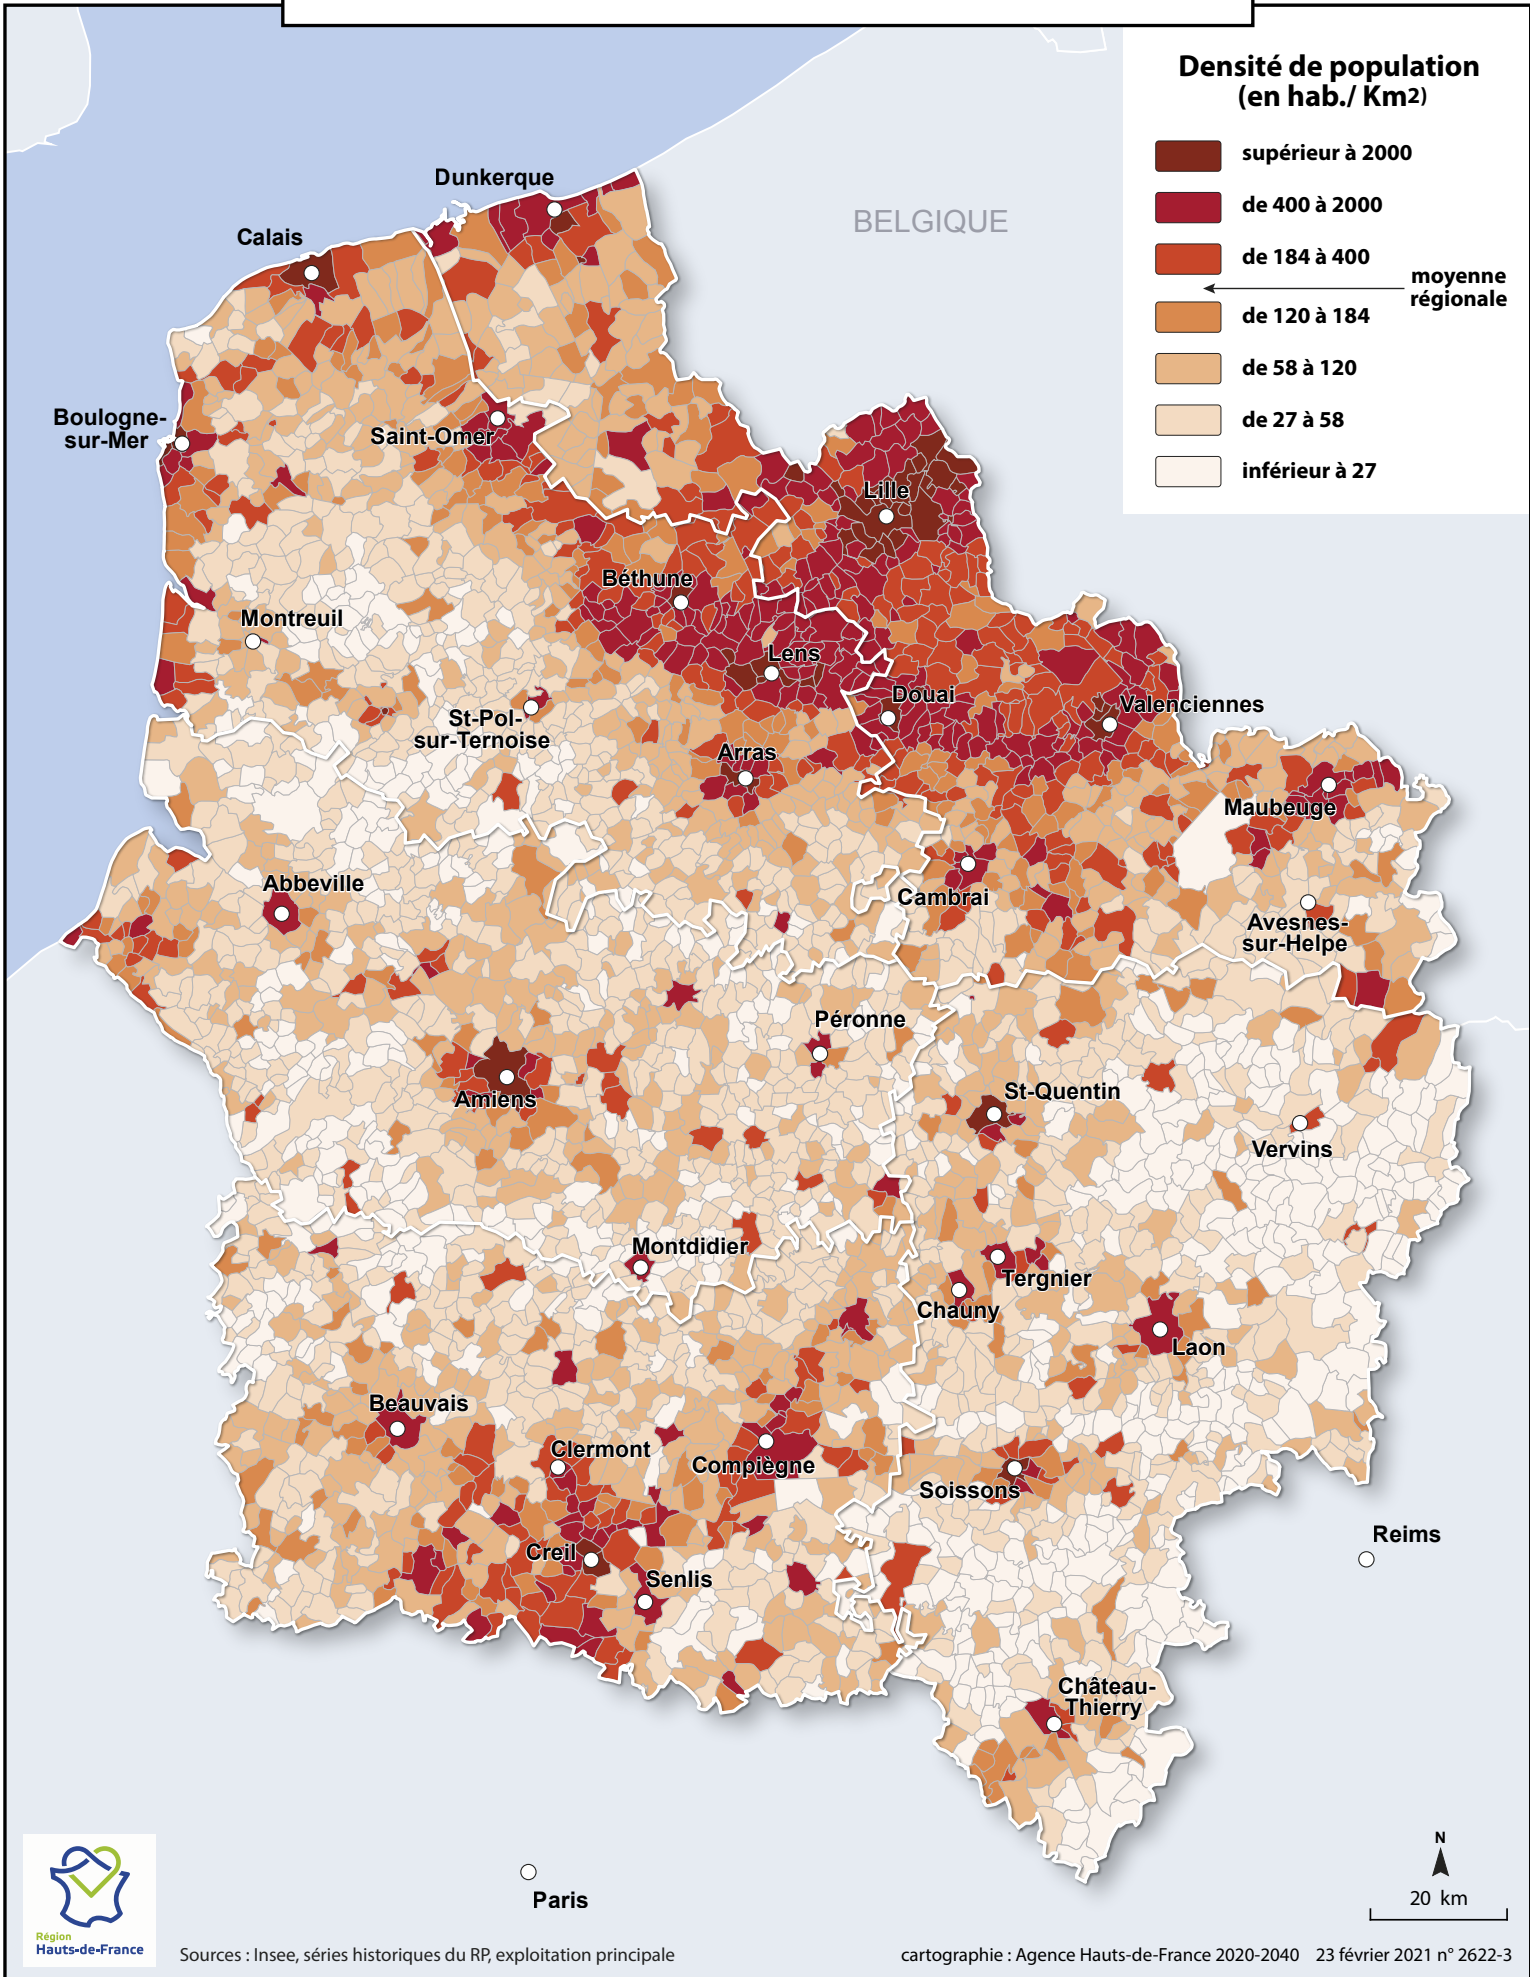 Densité de population
(en hab./ Km2)
supérieur à 2000
de 400 à 2000
de 184 à 400
moyenne
régionale
de 120 à 184
de 58 à 120
de 27 à 58
inférieur à 27
BELGIQUE
Dunkerque
Calais
Boulogne-
sur-Mer
Saint-Omer
Lille
Béthune
Montreuil
Lens
Douai
Valenciennes
St-Pol-
sur-Ternoise
Arras
Maubeuge
Abbeville
Cambrai
Avesnes-
sur-Helpe
Péronne
Amiens
St-Quentin
Vervins
Montdidier
Tergnier
Chauny
Laon
Beauvais
Clermont
Compiègne
Soissons
Reims
Creil
Senlis
Château-
Thierry
Paris
N
20 km
Région
Hauts-de-France
Sources : Insee, séries historiques du RP, exploitation principale
cartographie : Agence Hauts-de-France 2020-2040 23 février 2021 n° 2622-3